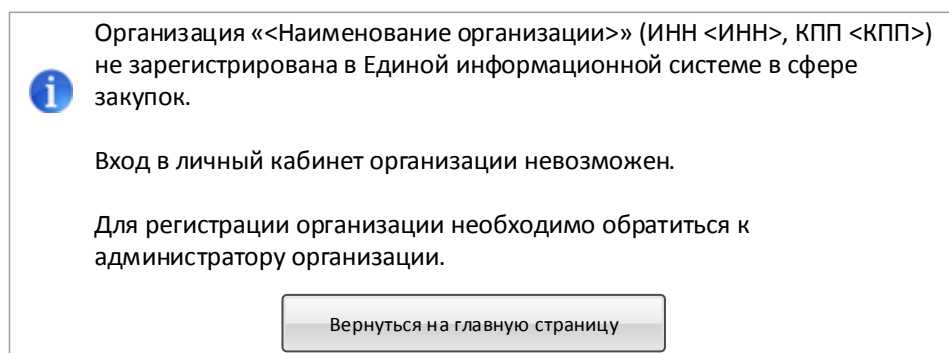 Организация «<Наименование организации>» (ИНН <ИНН>, КПП <КПП>)
не зарегистрирована в Единой информационной системе в сфере
закупок.
Вход в личный кабинет организации невозможен.
Для регистрации организации необходимо обратиться к
администратору организации.
Вернуться на главную страницу